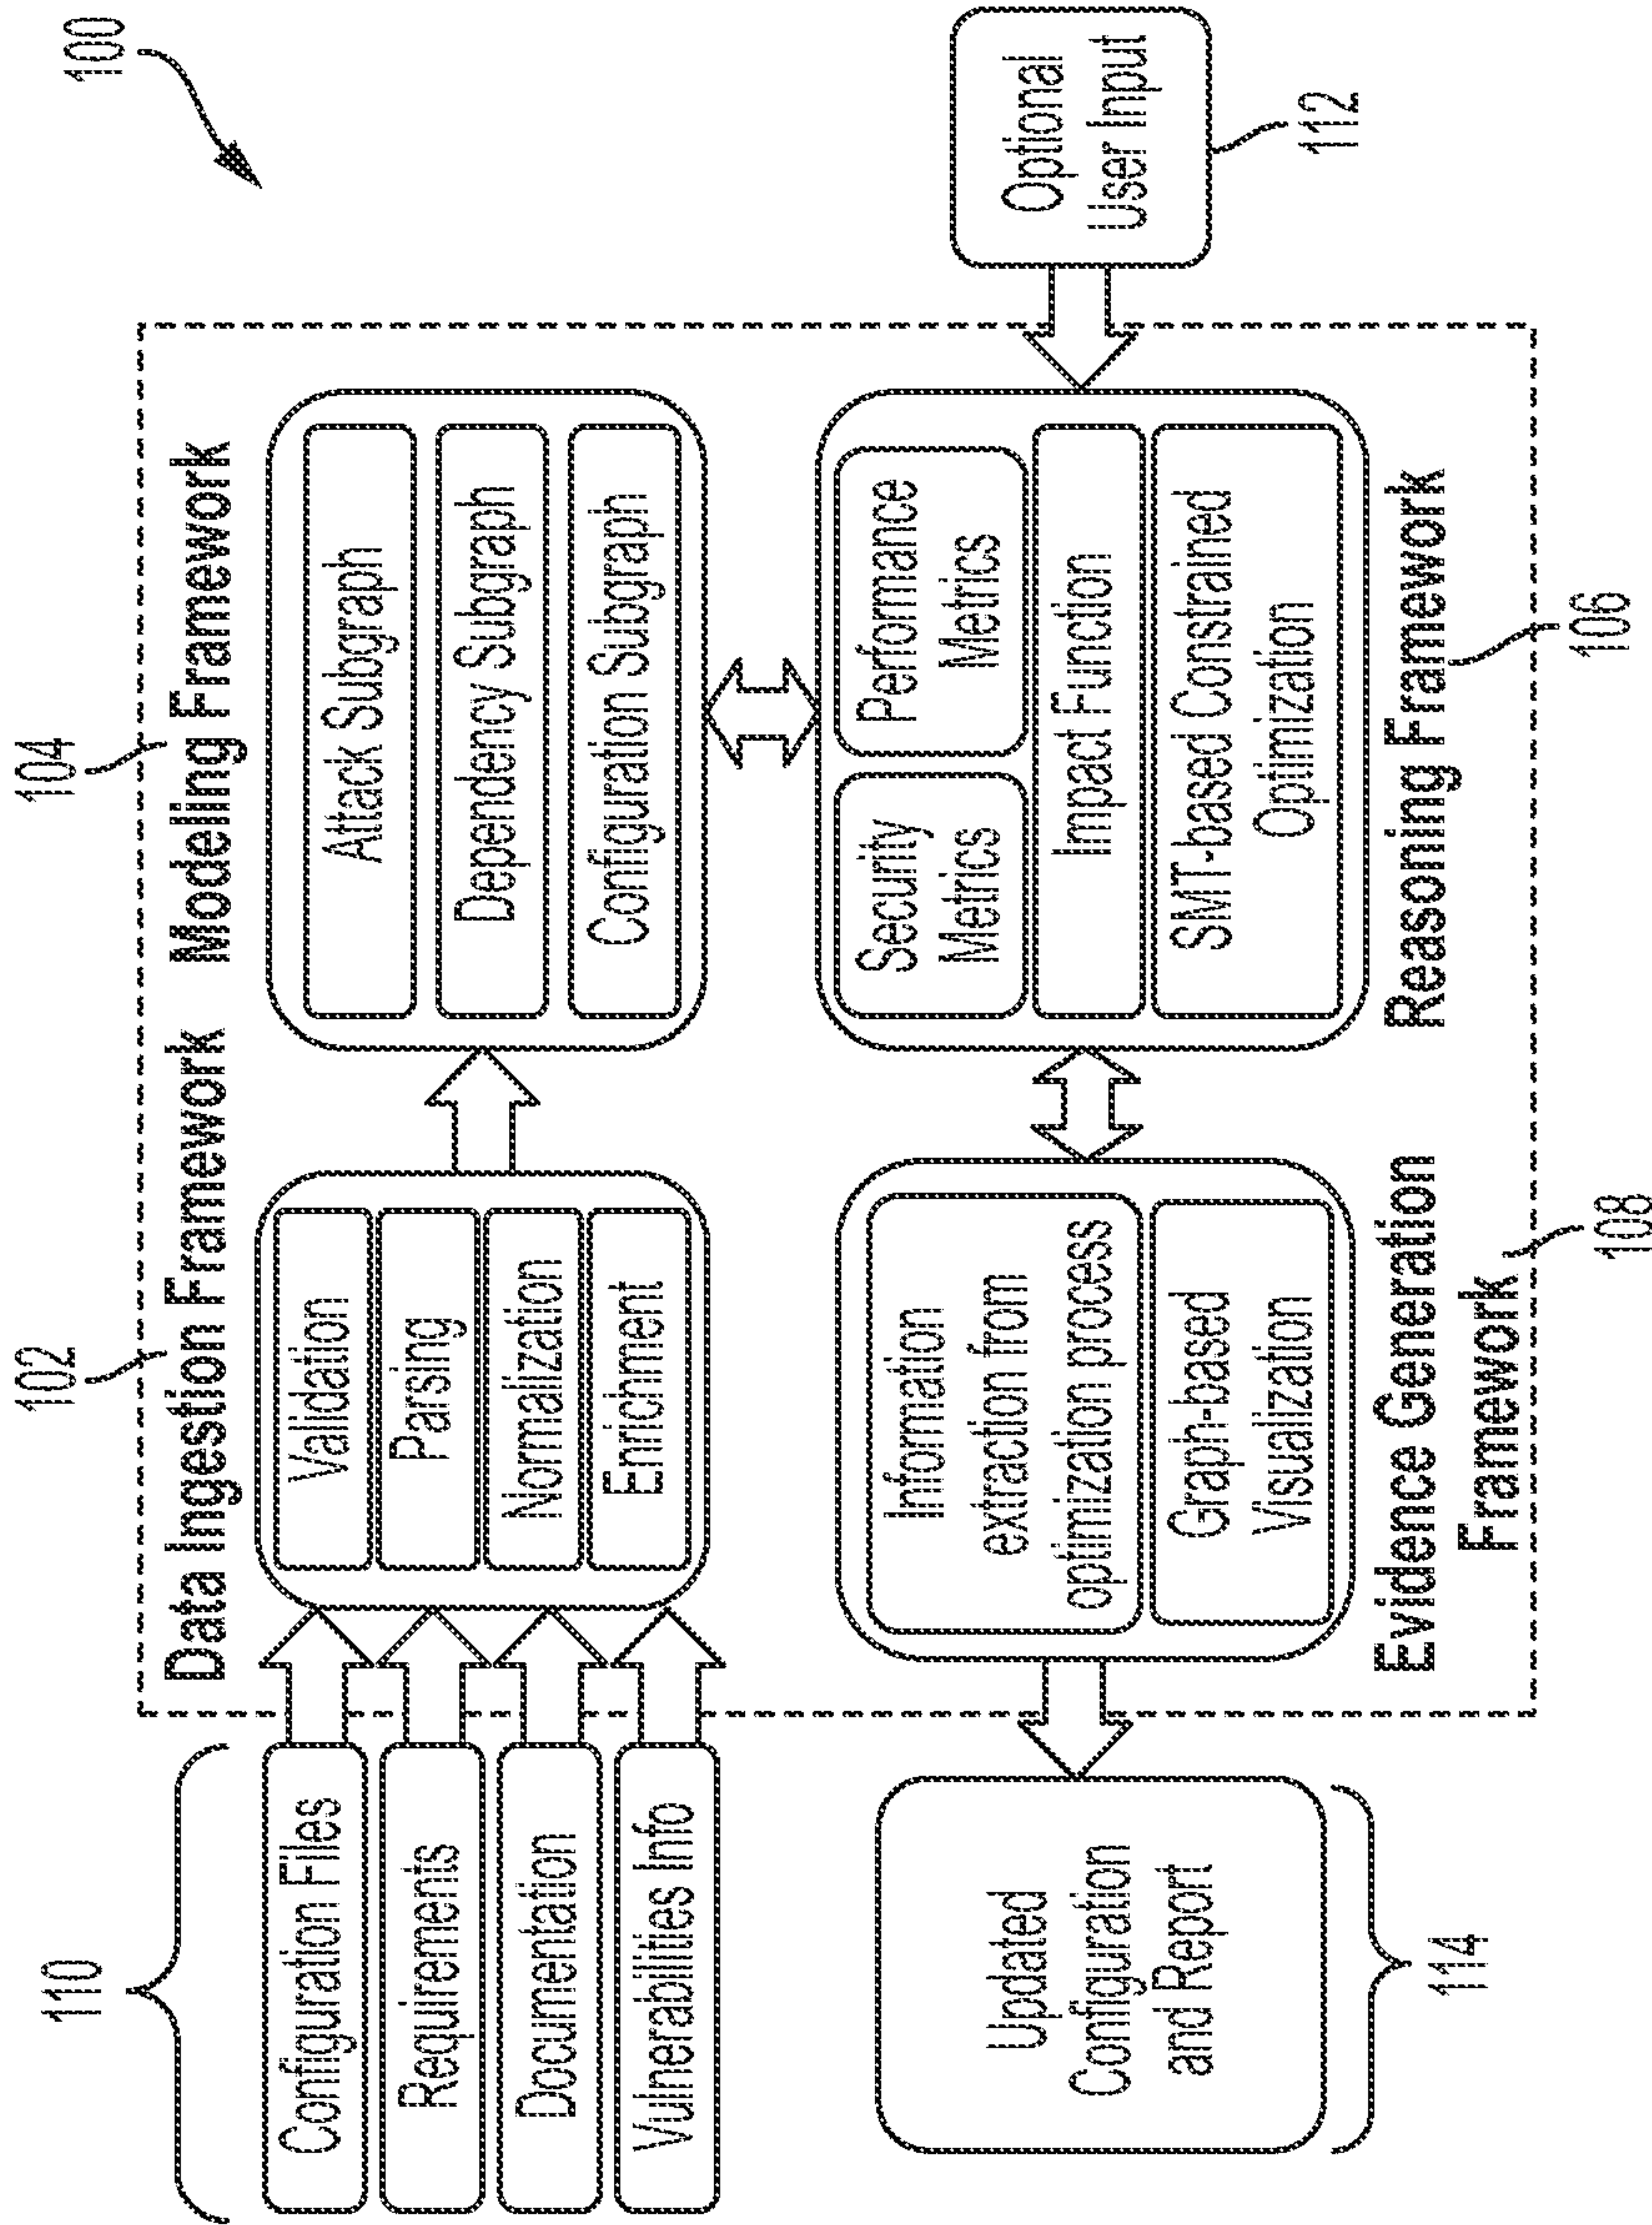 100
110
102
104
Data Ingestion Framework
Modeling Framework
Configuration Files
Requirements
Documentation
Vulnerabilities Info
Validation
Parsing
Normalization
Enrichment
Attack Subgraph
Dependency Subgraph
Configuration Subgraph
Updated
Configuration
and Report
114
Information
extraction from
optimization process
Graph-based
Visualization
Evidence Generation
Framework
108
Security
Metrics
Performance
Metrics
Impact Function
SMT-based Constrained
Optimization
Reasoning Framework
106
Optional
User Input
112